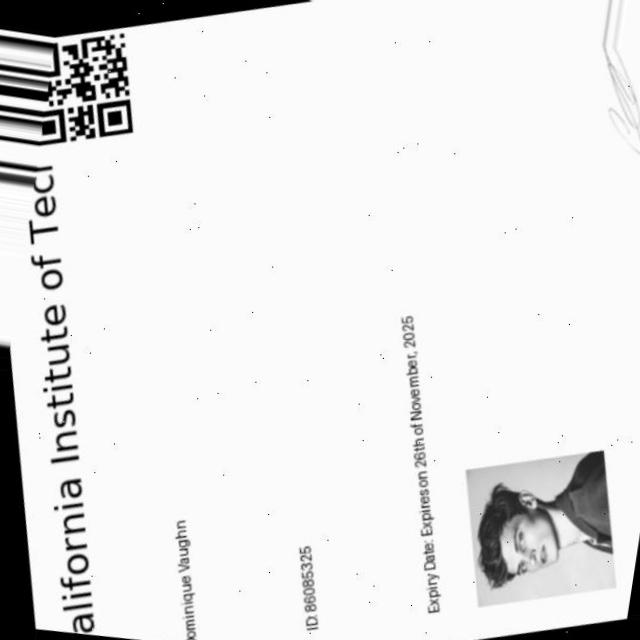 alifornia Institute of Tec
ominique Vaughn
ID: 86085325
Expiry Date: Expires on 26th of November, 2025